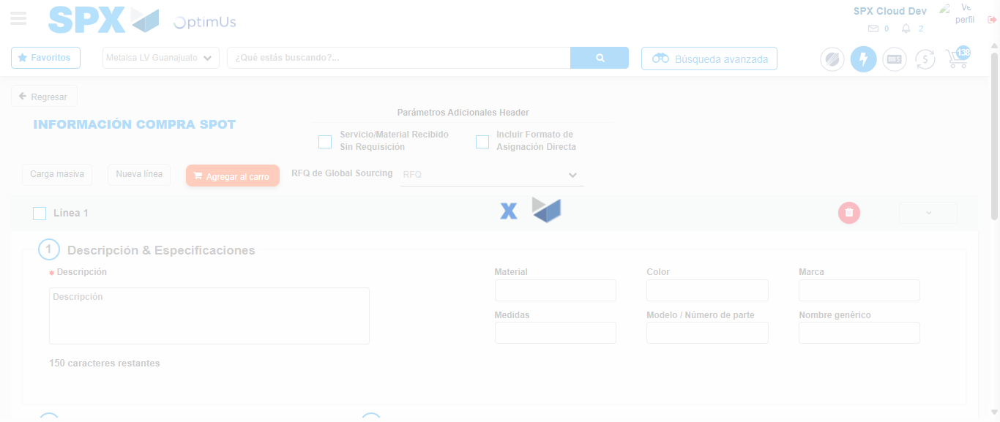 SPX OptimUs
SPX Cloud Dev
Ve
perfil
0 2
Favoritos
Metalsa LV Guanajuato
¿Qué estás buscando?...
Búsqueda avanzada
138
Regresar
INFORMACIÓN COMPRA SPOT
Parámetros Adicionales Header
Servicio/Material Recibido
Sin Requisición
Incluir Formato de
Asignación Directa
Carga masiva
Nueva línea
Agregar al carro
RFQ de Global Sourcing
RFQ
Linea 1
X
1 Descripción & Especificaciones
* Descripción
Descripción
150 caracteres restantes
Material
Color
Marca
Medidas
Modelo / Número de parte
Nombre genérico